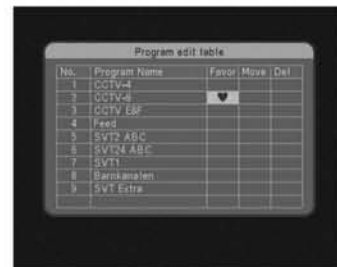 Program edit table
No. Program Name Favor Move Del
1 CCTV-4
2 CCTV-6 ♥
3 CCTV E&F
4 Feed
5 SVT2 ABC
6 SVT24 ABC
7 SVT1
8 Barnkanalen
9 SVT Extra